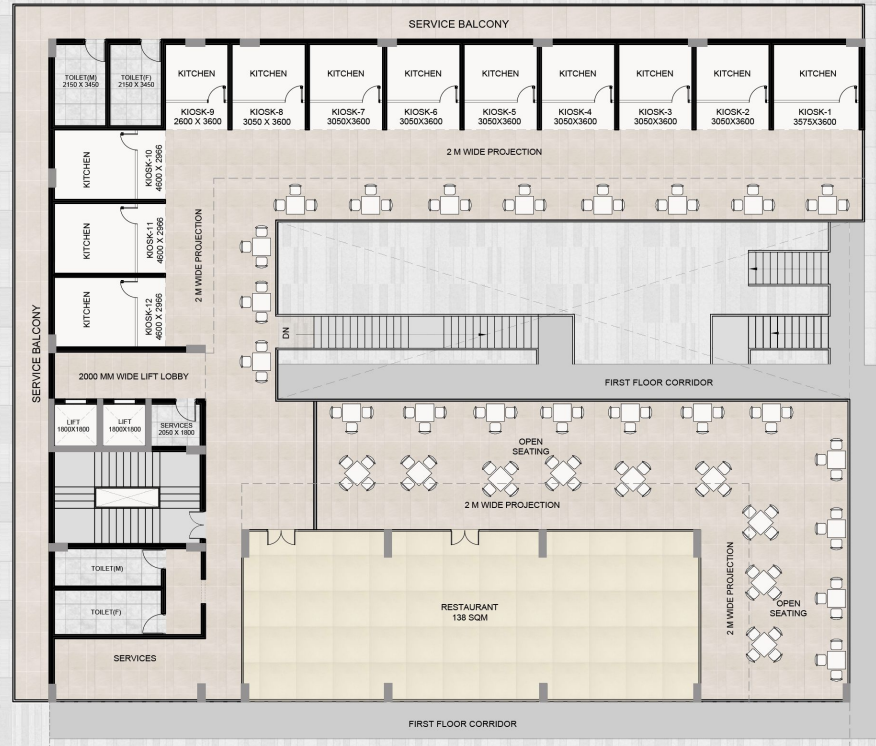 SERVICE BALCONY
TOILET(M)
2150 X 3450
TOILET(F)
2150 X 3450
KITCHEN
KIOSK-9
2600 X 3600
KITCHEN
KIOSK-8
3050 X 3600
KITCHEN
KIOSK-7
3050X3600
KITCHEN
KIOSK-6
3050X3600
KITCHEN
KIOSK-5
3050X3600
KITCHEN
KIOSK-4
3050X3600
KITCHEN
KIOSK-3
3050X3600
KITCHEN
KIOSK-2
3050X3600
KITCHEN
KIOSK-1
3575X3600
2 M WIDE PROJECTION
KITCHEN
KIOSK-10
4600 X 2966
KITCHEN
KIOSK-11
4600 X 2966
2 M WIDE PROJECTION
KITCHEN
KIOSK-12
4600 X 2966
SERVICE BALCONY
DN
2000 MM WIDE LIFT LOBBY
FIRST FLOOR CORRIDOR
LIFT
1800X1800
LIFT
1800X1800
SERVICES
2050 X 1800
OPEN
SEATING
2 M WIDE PROJECTION
TOILET(M)
TOILET(F)
SERVICES
RESTAURANT
138 SQM
2 M WIDE PROJECTION
OPEN
SEATING
FIRST FLOOR CORRIDOR